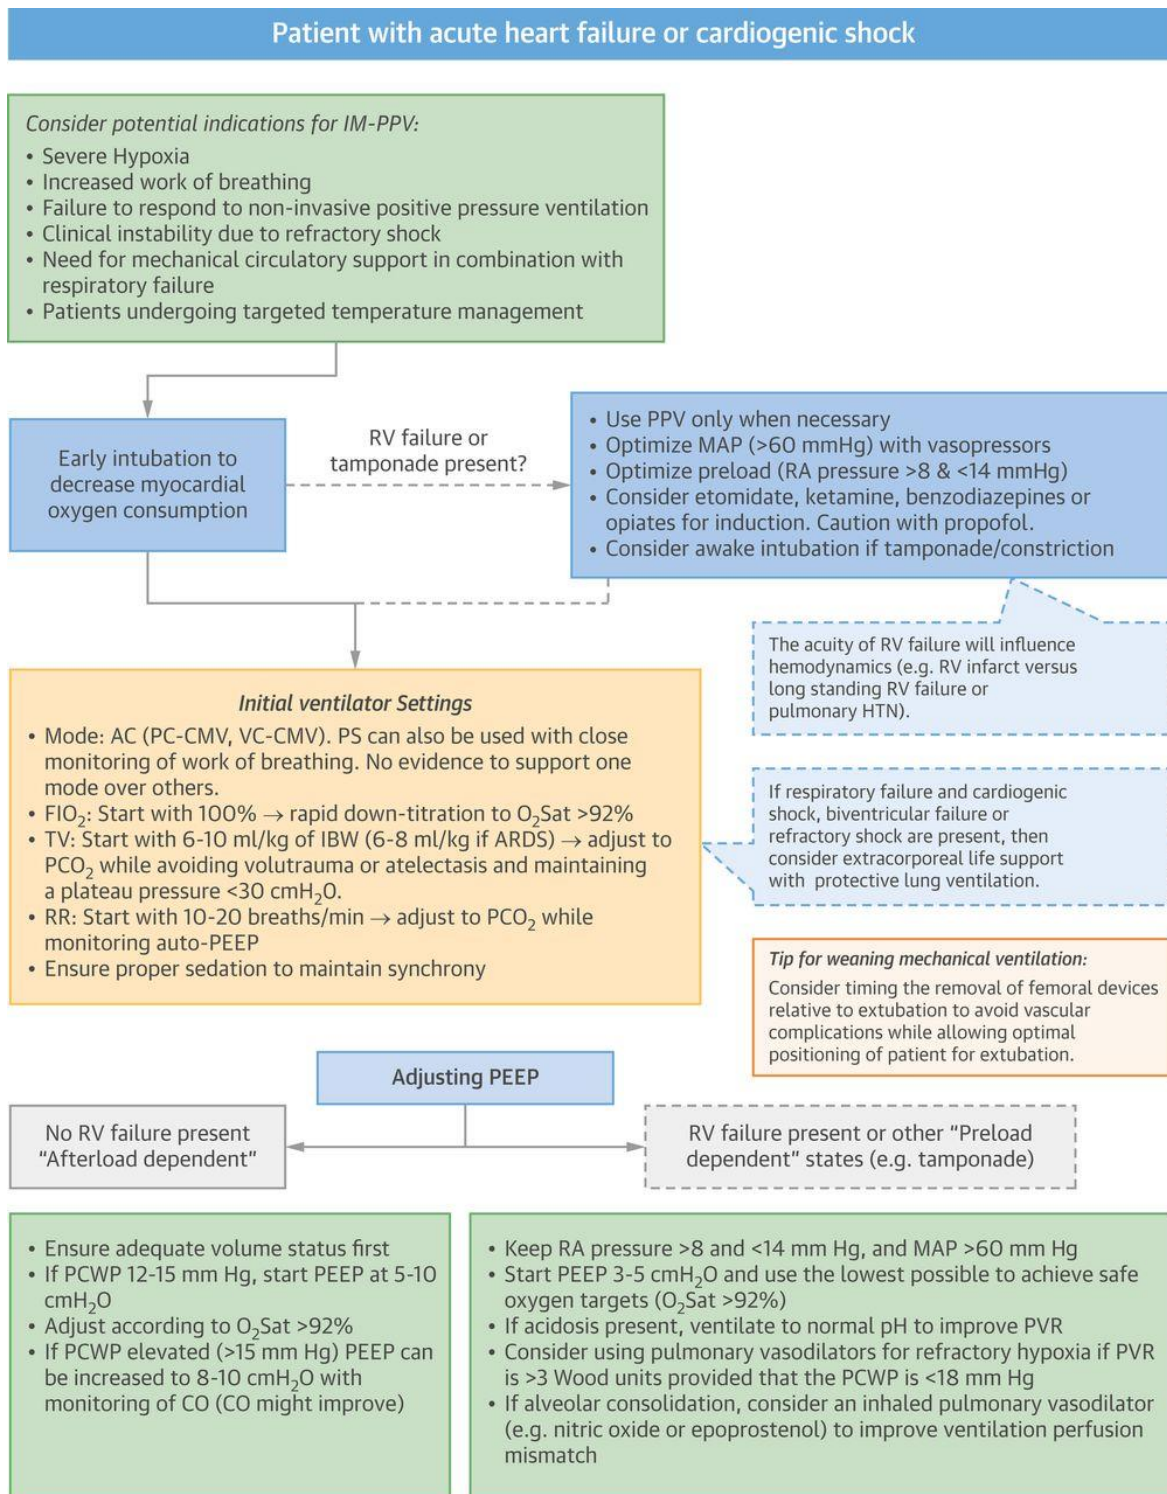 Patient with acute heart failure or cardiogenic shock
Consider potential indications for IM-PPV:
• Severe Hypoxia
• Increased work of breathing
• Failure to respond to non-invasive positive pressure ventilation
• Clinical instability due to refractory shock
• Need for mechanical circulatory support in combination with
respiratory failure
• Patients undergoing targeted temperature management
Early intubation to
decrease myocardial
oxygen consumption
RV failure or
tamponade present?
• Use PPV only when necessary
• Optimize MAP (>60 mmHg) with vasopressors
• Optimize preload (RA pressure >8 & <14 mmHg)
• Consider etomidate, ketamine, benzodiazepines or
opiates for induction. Caution with propofol.
• Consider awake intubation if tamponade/constriction
The acuity of RV failure will influence
hemodynamics (e.g. RV infarct versus
long standing RV failure or
pulmonary HTN).
Initial ventilator Settings
• Mode: AC (PC-CMV, VC-CMV). PS can also be used with close
monitoring of work of breathing. No evidence to support one
mode over others.
• FIO₂: Start with 100% → rapid down-titration to O₂Sat >92%
• TV: Start with 6-10 ml/kg of IBW (6-8 ml/kg if ARDS) → adjust to
PCO₂ while avoiding volutrauma or atelectasis and maintaining
a plateau pressure <30 cmH₂O.
• RR: Start with 10-20 breaths/min → adjust to PCO₂ while
monitoring auto-PEEP
• Ensure proper sedation to maintain synchrony
If respiratory failure and cardiogenic
shock, biventricular failure or
refractory shock are present, then
consider extracorporeal life support
with protective lung ventilation.
Tip for weaning mechanical ventilation:
Consider timing the removal of femoral devices
relative to extubation to avoid vascular
complications while allowing optimal
positioning of patient for extubation.
Adjusting PEEP
No RV failure present
"Afterload dependent"
RV failure present or other "Preload
dependent" states (e.g. tamponade)
• Ensure adequate volume status first
• If PCWP 12-15 mm Hg, start PEEP at 5-10
cmH₂O
• Adjust according to O₂Sat >92%
• If PCWP elevated (>15 mm Hg) PEEP can
be increased to 8-10 cmH₂O with
monitoring of CO (CO might improve)
• Keep RA pressure >8 and <14 mm Hg, and MAP >60 mm Hg
• Start PEEP 3-5 cmH₂O and use the lowest possible to achieve safe
oxygen targets (O₂Sat >92%)
• If acidosis present, ventilate to normal pH to improve PVR
• Consider using pulmonary vasodilators for refractory hypoxia if PVR
is >3 Wood units provided that the PCWP is <18 mm Hg
• If alveolar consolidation, consider an inhaled pulmonary vasodilator
(e.g. nitric oxide or epoprostenol) to improve ventilation perfusion
mismatch